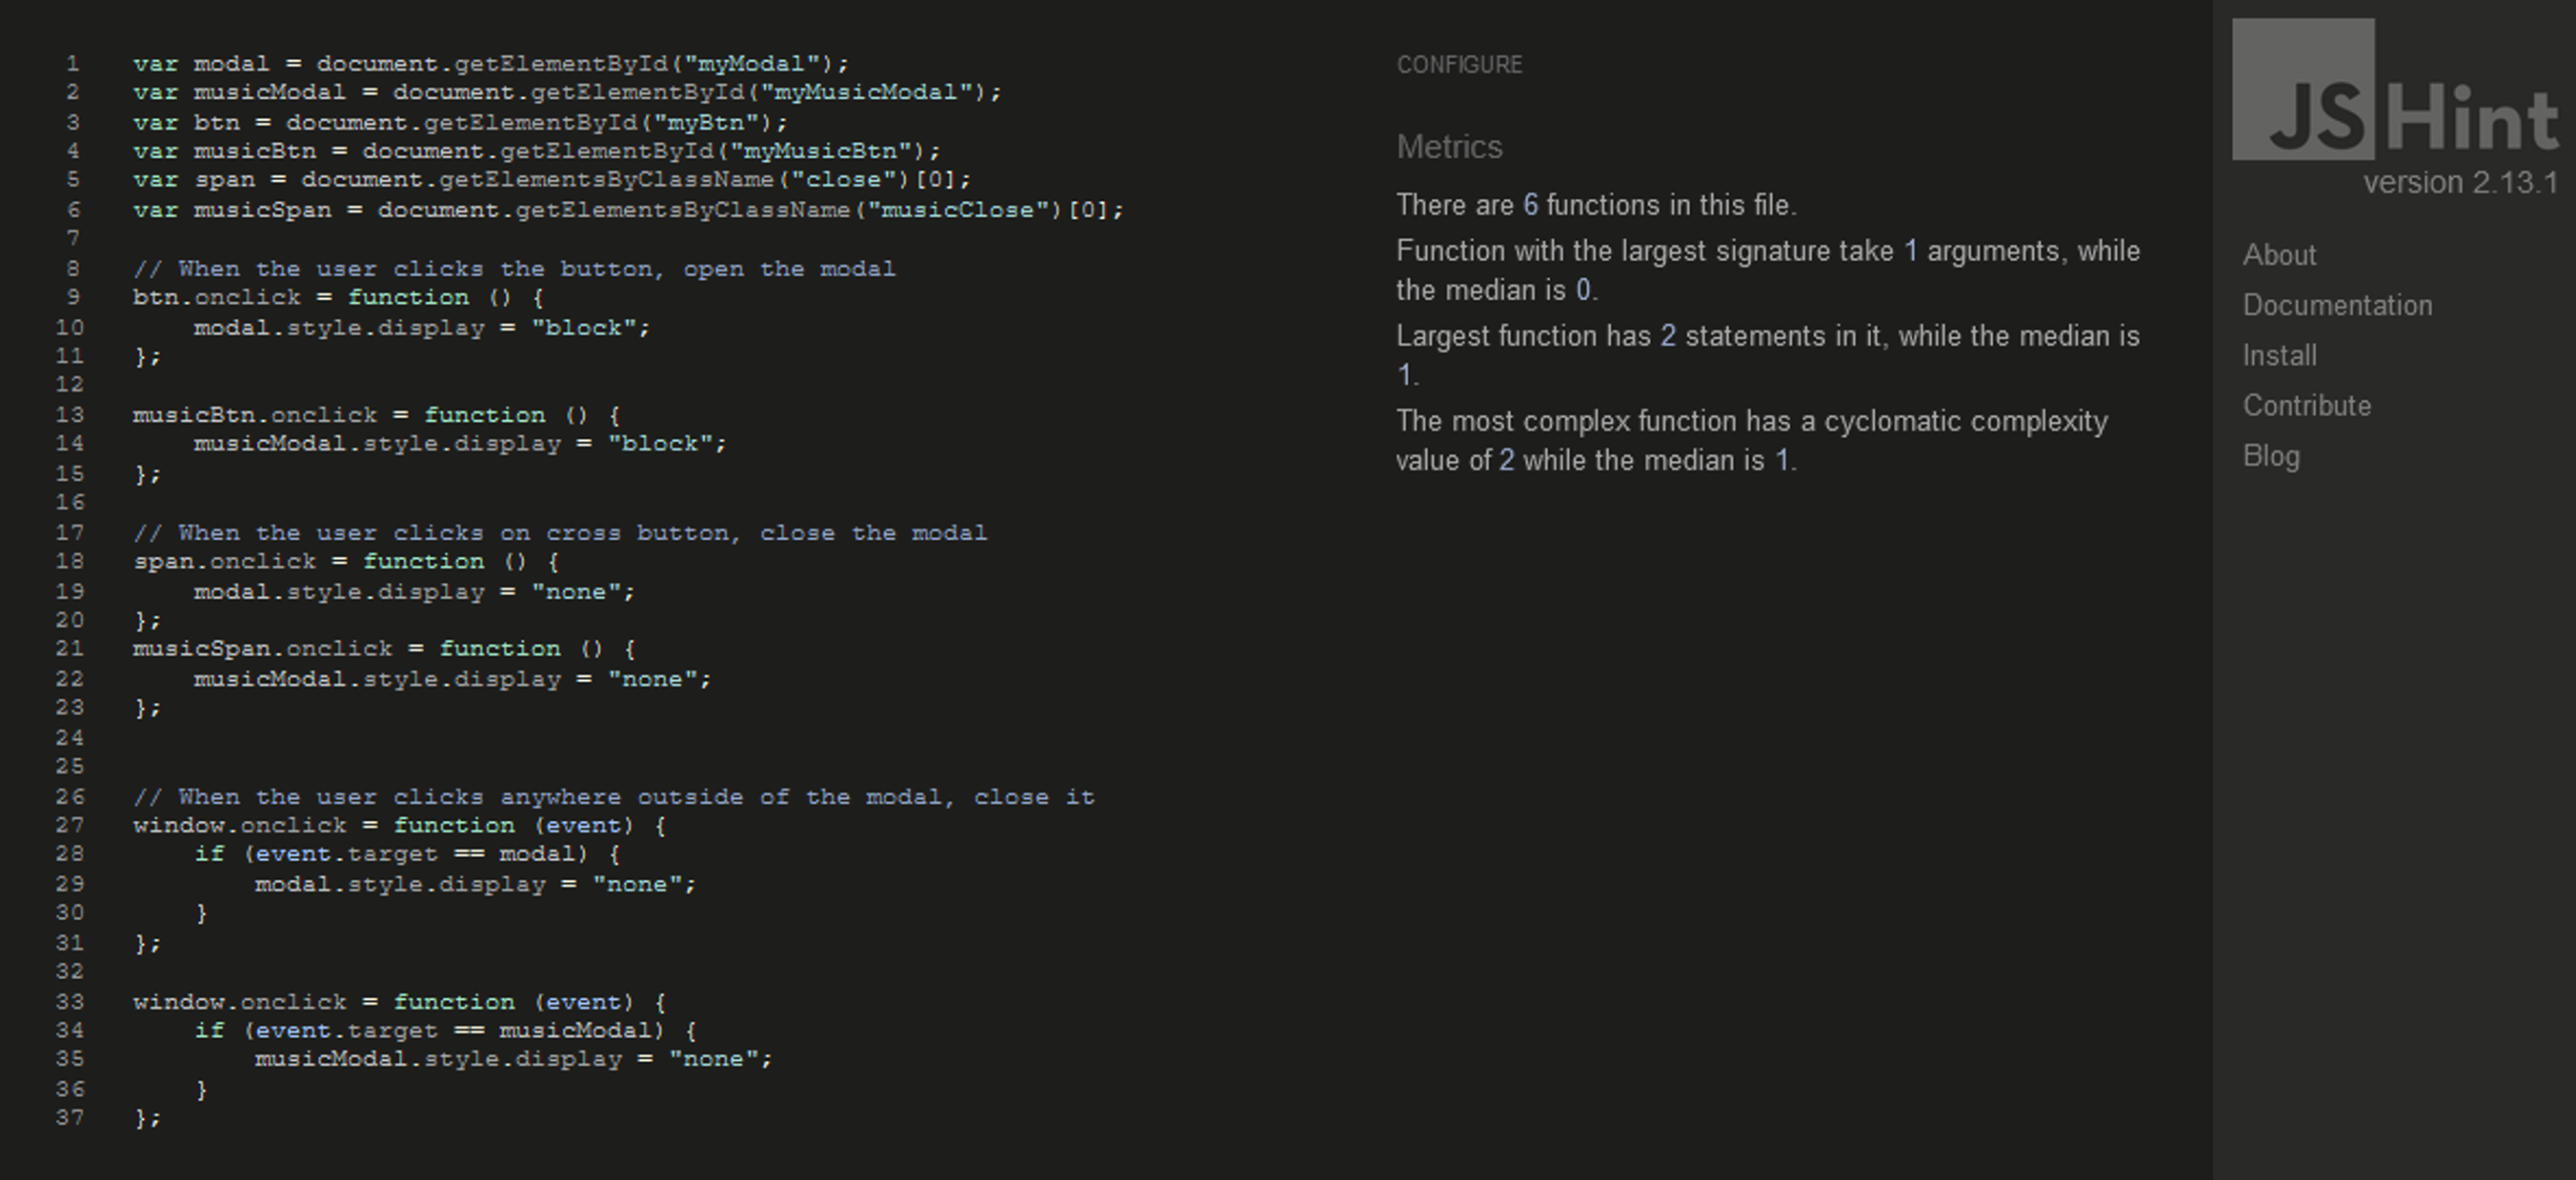 1 var modal = document.getElementById("myModal");
2 var musicModal = document.getElementById("myMusicModal");
3 var btn = document.getElementById("myBtn");
4 var musicBtn = document.getElementById("myMusicBtn");
5 var span = document.getElementsByClassName("close")[0];
6 var musicSpan = document.getElementsByClassName("musicClose")[0];
7
8 // When the user clicks the button, open the modal
9 btn.onclick = function () {
10     modal.style.display = "block";
11 };
12
13 musicBtn.onclick = function () {
14     musicModal.style.display = "block";
15 };
16
17 // When the user clicks on cross button, close the modal
18 span.onclick = function () {
19     modal.style.display = "none";
20 };
21 musicSpan.onclick = function () {
22     musicModal.style.display = "none";
23 };
24
25
26 // When the user clicks anywhere outside of the modal, close it
27 window.onclick = function (event) {
28     if (event.target == modal) {
29         modal.style.display = "none";
30     }
31 };
32
33 window.onclick = function (event) {
34     if (event.target == musicModal) {
35         musicModal.style.display = "none";
36     }
37 };
CONFIGURE
Metrics
There are 6 functions in this file.
Function with the largest signature take 1 arguments, while
the median is 0.
Largest function has 2 statements in it, while the median is
1.
The most complex function has a cyclomatic complexity
value of 2 while the median is 1.
JSHint
version 2.13.1
About
Documentation
Install
Contribute
Blog